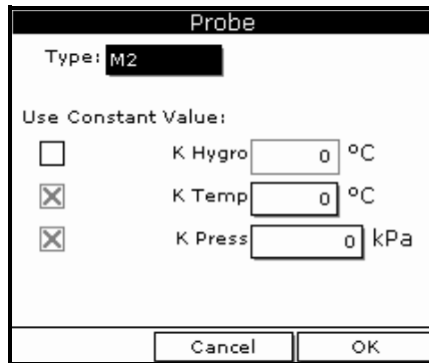 Probe
Type: M2
Use Constant Value:
K Hygro 0 °C
K Temp 0 °C
K Press 0 kPa
Cancel OK